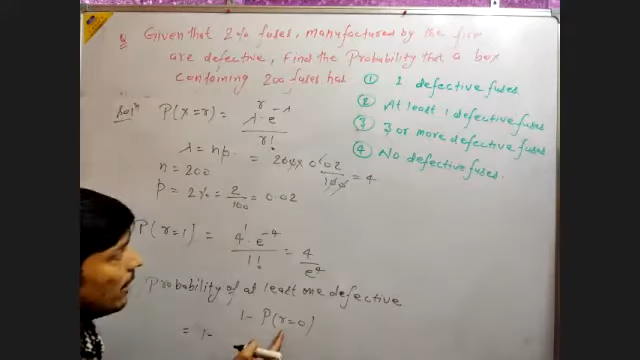 Q Given that 2% fuses, manufactured by the firm
are defective, Find the Probability that a box
containing 200 fuses has
① 1 defective fuses
② At least 1 defective fuses
③ 3 or more defective fuses
④ No defective fuses.
Solⁿ P(x=r) = λ^r · e^-λ / r!
λ = np. = 200 × 0.02 = 4
n = 200
p = 2% = 2/100 = 0.02
P(r=1) = 4¹ · e^-4 / 1! = 4/e⁴
Probability of at least one defective
1 - P(r=0)
= 1-